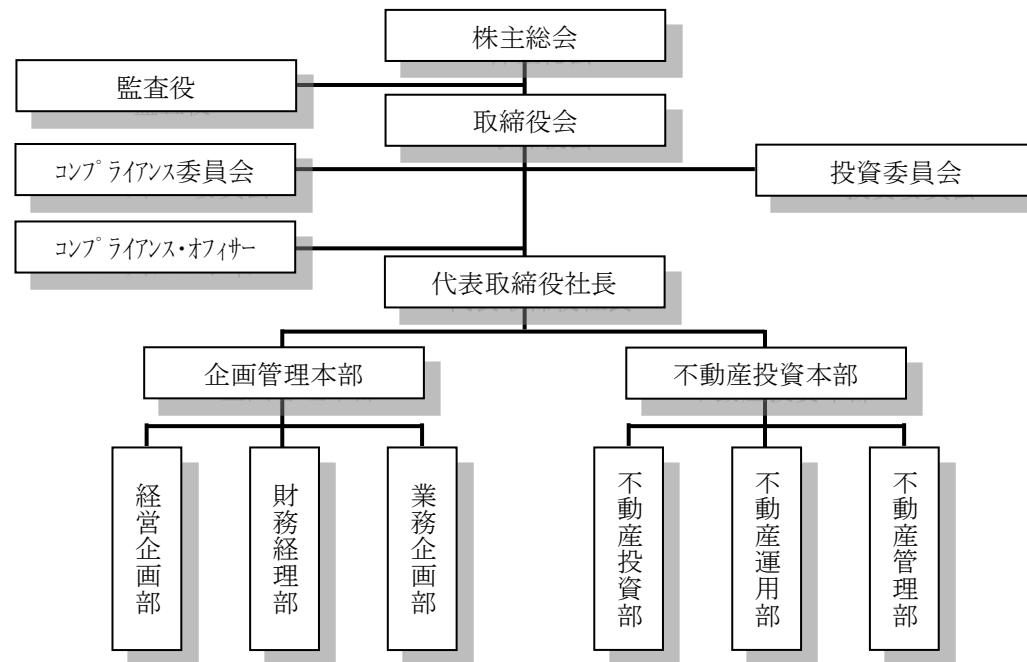 株主総会
監査役
取締役会
ｺﾝﾌﾟﾗｲｱﾝｽ委員会
投資委員会
ｺﾝﾌﾟﾗｲｱﾝｽ・ｵﾌｨｻｰ
代表取締役社長
企画管理本部
不動産投資本部
経営企画部
財務経理部
業務企画部
不動産投資部
不動産運用部
不動産管理部